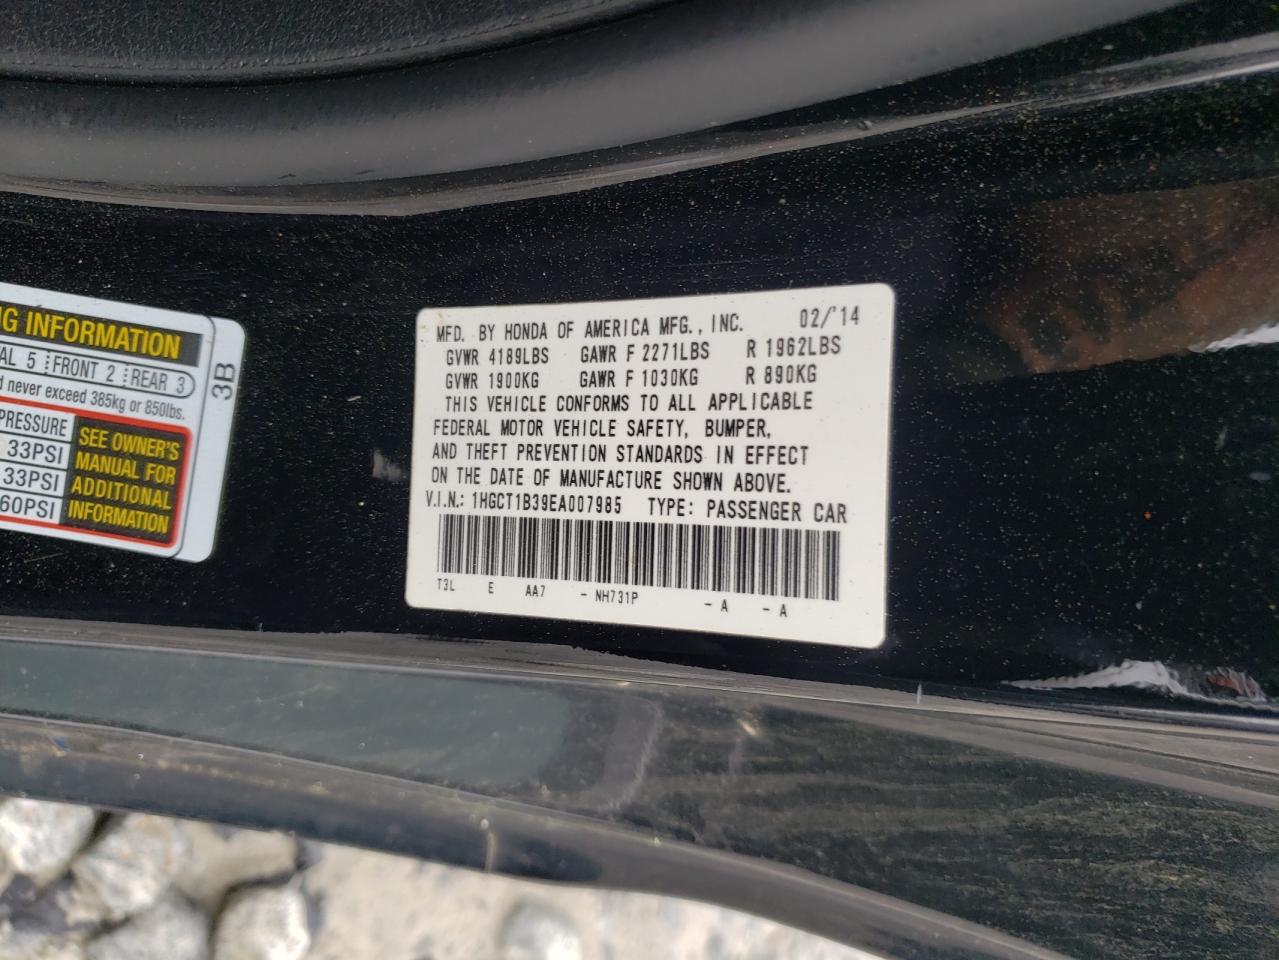 NG INFORMATION
AL 5 FRONT 2 REAR 3
never exceed 385kg or 850lbs.
PRESSURE
33PSI
33PSI
60PSI
SEE OWNER'S
MANUAL FOR
ADDITIONAL
INFORMATION
3B
MFD. BY HONDA OF AMERICA MFG., INC. 02/'14
GVWR 4189LBS GAWR F 2271LBS R 1962LBS
GVWR 1900KG GAWR F 1030KG R 890KG
THIS VEHICLE CONFORMS TO ALL APPLICABLE
FEDERAL MOTOR VEHICLE SAFETY, BUMPER,
AND THEFT PREVENTION STANDARDS IN EFFECT
ON THE DATE OF MANUFACTURE SHOWN ABOVE.
V.I.N.: 1HGCT1B39EA007985 TYPE: PASSENGER CAR
T3L E AA7 - NH731P - A - A